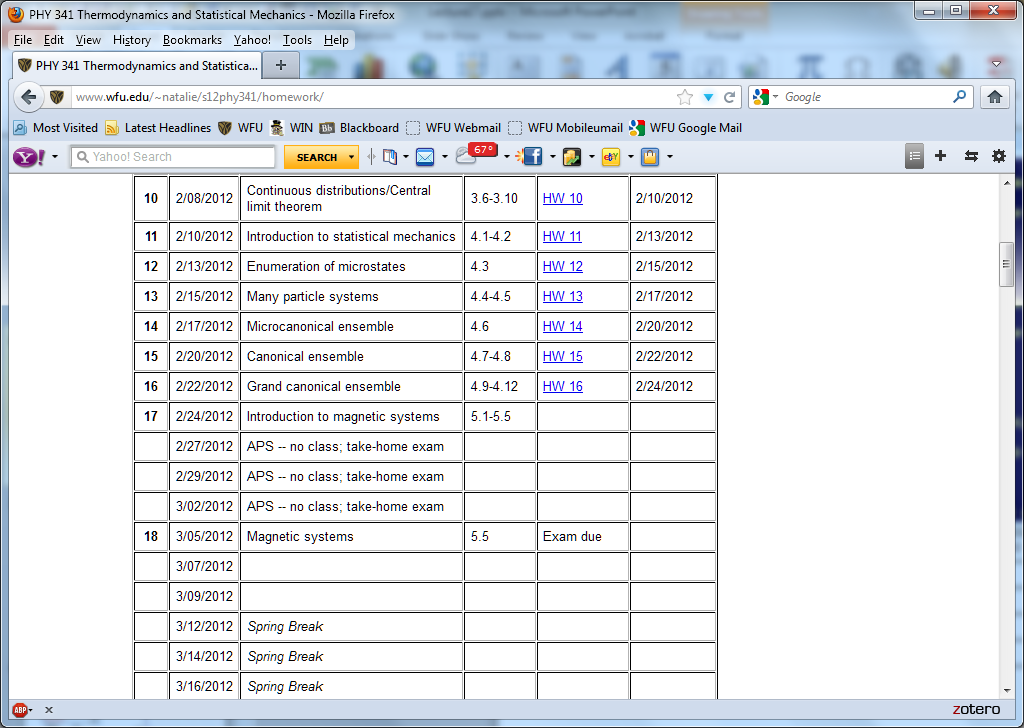 PHY 341 Thermodynamics and Statistical Mechanics - Mozilla Firefox
File Edit View History Bookmarks Yahoo! Tools Help
PHY 341 Thermodynamics and Statistica... +
www.wfu.edu/~natalie/s12phy341/homework/ Google
Most Visited Latest Headlines WFU WIN Bb Blackboard WFU Webmail WFU Mobileumail WFU Google Mail
Y! Yahoo! Search SEARCH 67° f ebY
10 2/08/2012 Continuous distributions/Central
limit theorem 3.6-3.10 HW 10 2/10/2012
11 2/10/2012 Introduction to statistical mechanics 4.1-4.2 HW 11 2/13/2012
12 2/13/2012 Enumeration of microstates 4.3 HW 12 2/15/2012
13 2/15/2012 Many particle systems 4.4-4.5 HW 13 2/17/2012
14 2/17/2012 Microcanonical ensemble 4.6 HW 14 2/20/2012
15 2/20/2012 Canonical ensemble 4.7-4.8 HW 15 2/22/2012
16 2/22/2012 Grand canonical ensemble 4.9-4.12 HW 16 2/24/2012
17 2/24/2012 Introduction to magnetic systems 5.1-5.5
2/27/2012 APS -- no class; take-home exam
2/29/2012 APS -- no class; take-home exam
3/02/2012 APS -- no class; take-home exam
18 3/05/2012 Magnetic systems 5.5 Exam due
3/07/2012
3/09/2012
3/12/2012 Spring Break
3/14/2012 Spring Break
3/16/2012 Spring Break
ABP zotero